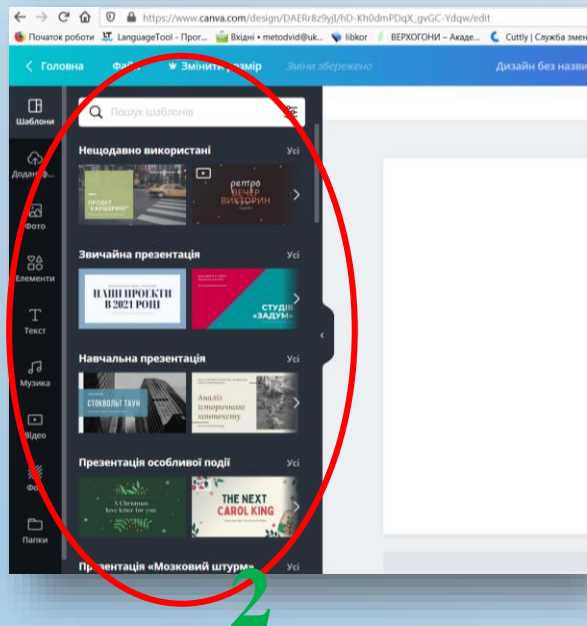 https://www.canva.com/design/DAERr8z9yjI/hD-Kh0dmPDqX_gvGC-Ydqw/edit
Початок роботи LanguageTool - Прог... Вхідні • metodvid@uk... libkor ВЕРХОГОНИ – Акаде... Cuttly | Служба змен
Головна Файл Змінити розмір Зміни збережено Дизайн без назви
Шаблони
Фото
Елементи
Текст
Музика
Відео
Папки
Пошук шаблонів
Нещодавно використані Усі
ПРОЕКТ
ретро
ВЕЧЕР
ВИКТОРИН
Звичайна презентація Усі
НАШІ ПРОЄКТИ
В 2021 РОЦІ
СТУДІЯ
«ЗАДУМ»
Навчальна презентація Усі
СТОКВОЛЬТ ТАУН
Аналіз
історичного
контексту
Презентація особливої події Усі
A Christmas
love letter for you
THE NEXT
CAROL KING
Презентація «Мозковий штурм» Усі
2